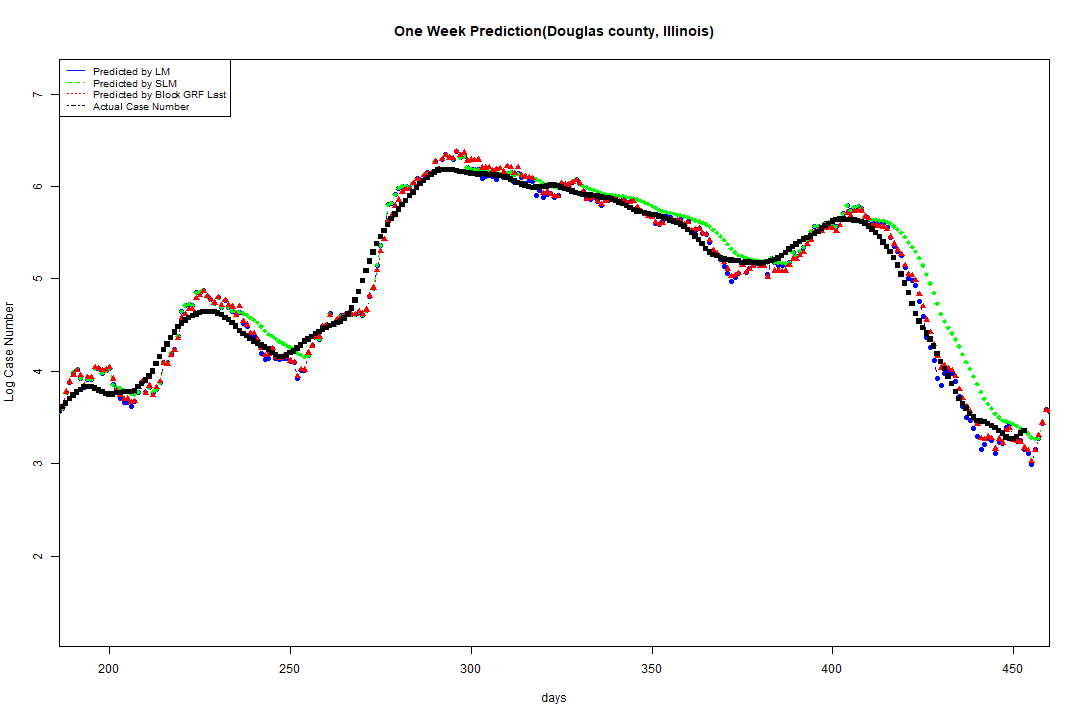 One Week Prediction(Douglas county, Illinois)
Predicted by LM
Predicted by SLM
Predicted by Block GRF Last
Actual Case Number
7
6
5
4
3
2
Log Case Number
200 250 300 350 400 450
days